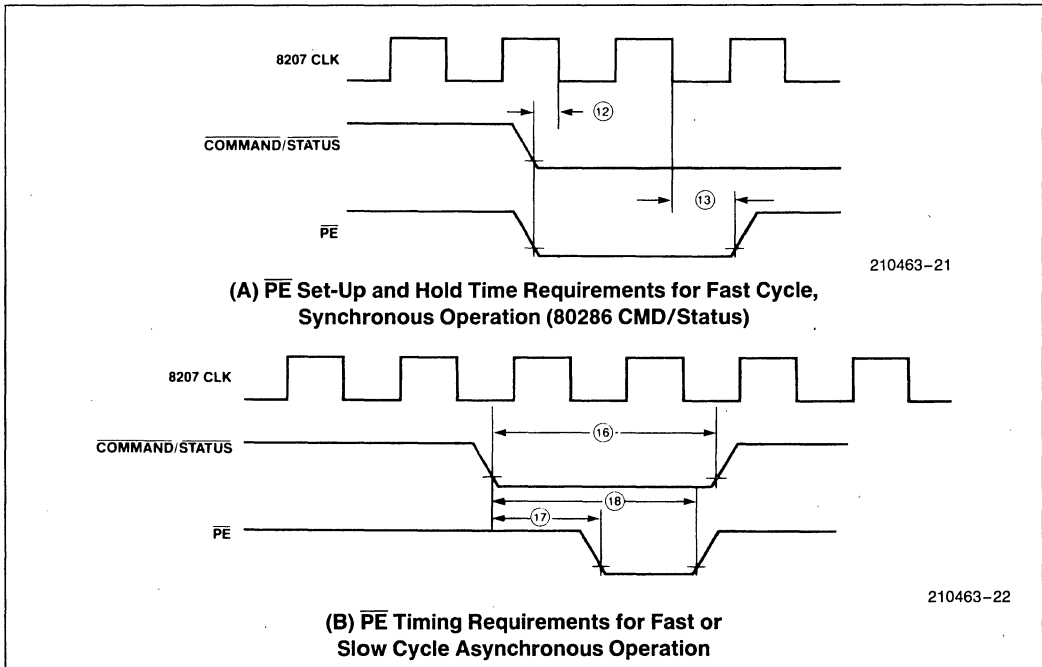 8207 CLK
12
COMMAND/STATUS
13
PE
210463-21
(A) PE Set-Up and Hold Time Requirements for Fast Cycle,
Synchronous Operation (80286 CMD/Status)
8207 CLK
16
COMMAND/STATUS
18
17
PE
210463-22
(B) PE Timing Requirements for Fast or
Slow Cycle Asynchronous Operation